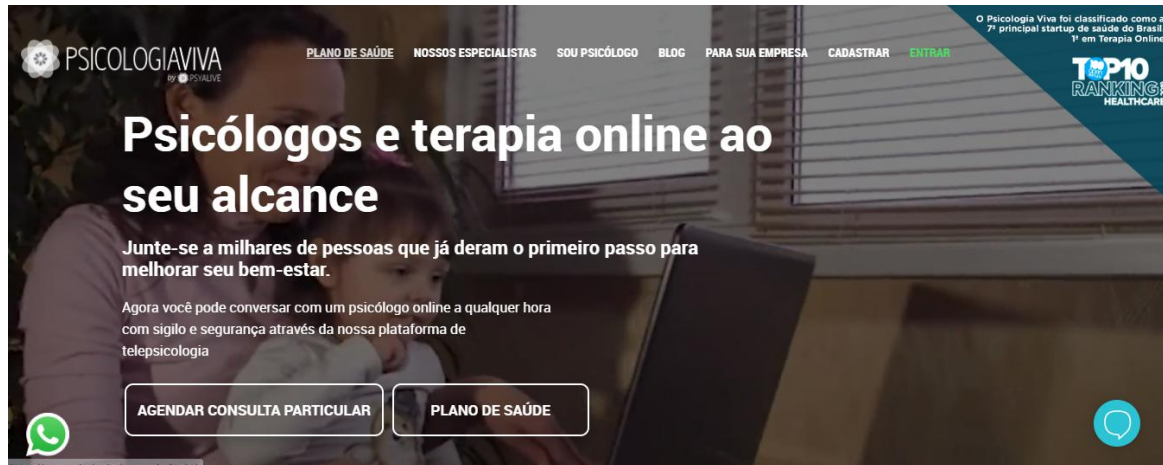 PSICOLOGIAVIVA
by PSYALIVE
PLANO DE SAÚDE NOSSOS ESPECIALISTAS SOU PSICÓLOGO BLOG PARA SUA EMPRESA CADASTRAR ENTRAR
O Psicologia Viva foi classificado como a
7ª principal startup de saúde do Brasil
1ª em Terapia Online
TOP10
RANKING
HEALTHCARE
Psicólogos e terapia online ao
seu alcance
Junte-se a milhares de pessoas que já deram o primeiro passo para
melhorar seu bem-estar.
Agora você pode conversar com um psicólogo online a qualquer hora
com sigilo e segurança através da nossa plataforma de
telepsicologia
AGENDAR CONSULTA PARTICULAR
PLANO DE SAÚDE